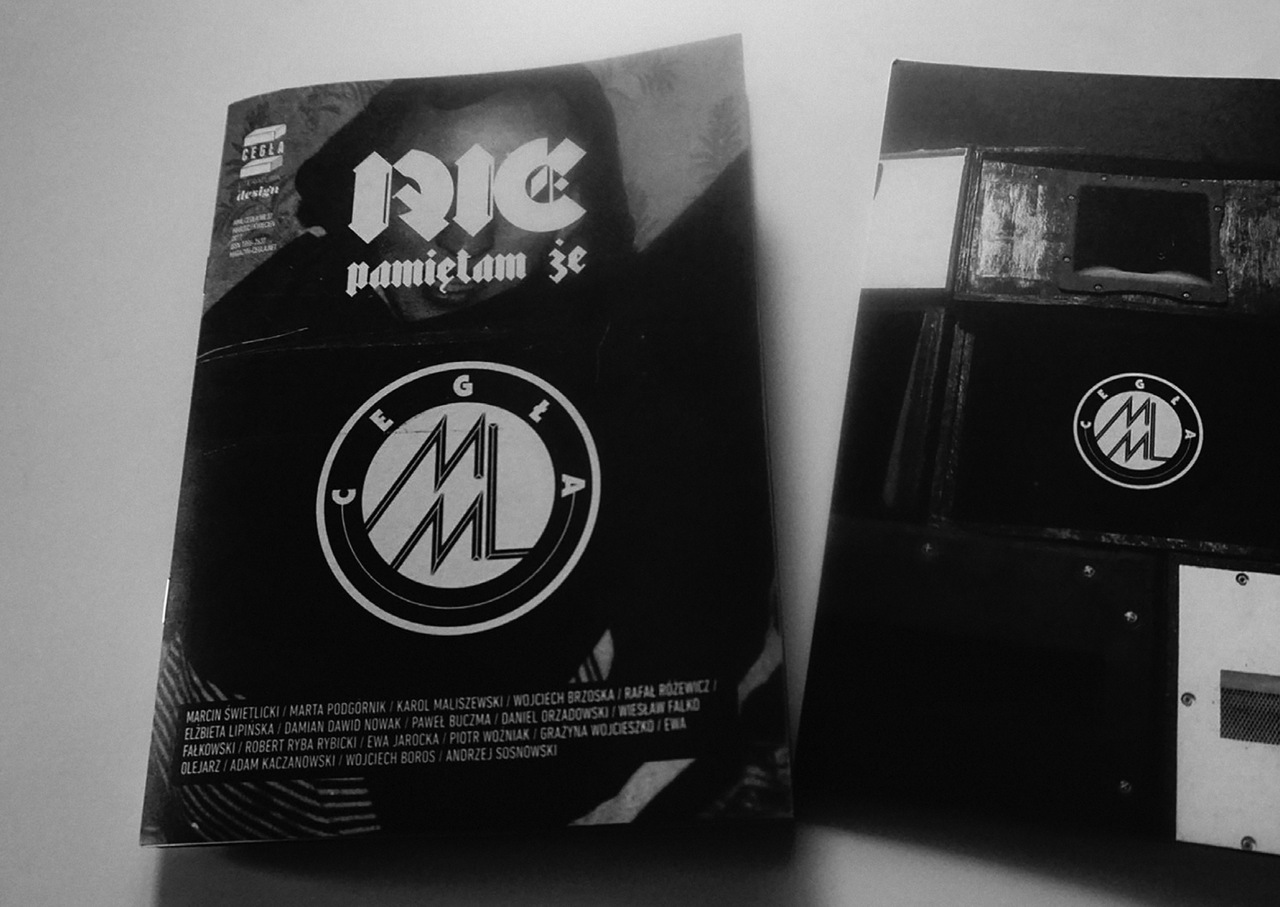 CEGŁA
design
NIC
pamiętam że
CEGŁA
ML
MARCIN ŚWIETLICKI / MARTA PODGÓRNIK / KAROL MALISZEWSKI / WOJCIECH BRZOSKA / RAFAŁ RÓŻEWICZ /
ELŻBIETA LIPIŃSKA / DAMIAN DAWID NOWAK / PAWEŁ BUCZMA / DANIEL ORZADOWSKI / WIESŁAW FALKO
FAŁKOWSKI / ROBERT RYBA RYBICKI / EWA JAROCKA / PIOTR WOŹNIAK / GRAŻYNA WOJCIESZKO / EWA
OLEJARZ / ADAM KACZANOWSKI / WOJCIECH BOROS / ANDRZEJ SOSNOWSKI
CEGŁA
ML